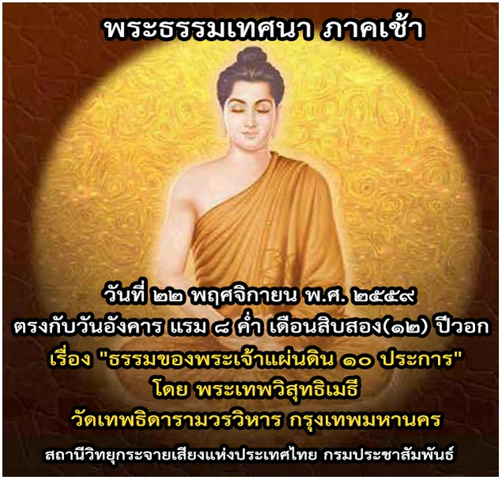 พระธรรมเทศนา ภาคเช้า
วันที่ ๒๒ พฤศจิกายน พ.ศ. ๒๕๕๙
ตรงกับวันอังคาร แรม ๘ ค่ำ เดือนสิบสอง(๑๒) ปีวอก
เรื่อง "ธรรมของพระเจ้าแผ่นดิน ๑๐ ประการ"
โดย พระเทพวิสุทธิเมธี
วัดเทพธิดารามวรวิหาร กรุงเทพมหานคร
สถานีวิทยุกระจายเสียงแห่งประเทศไทย กรมประชาสัมพันธ์